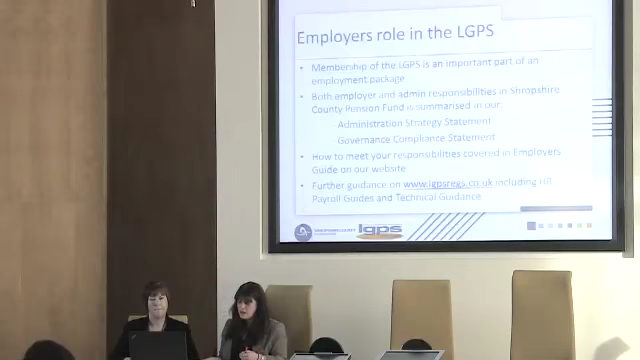 Employers role in the LGPS
• Membership of the LGPS is an important part of an
employment package
• Both employer and admin responsibilities in Shropshire
County Pension Fund is summarised in our
Administration Strategy Statement
Governance Compliance Statement
• How to meet your responsibilities covered in Employers
Guide on our website
• Further guidance on www.lgpsregs.co.uk including HR
Payroll Guides and Technical Guidance
lgps